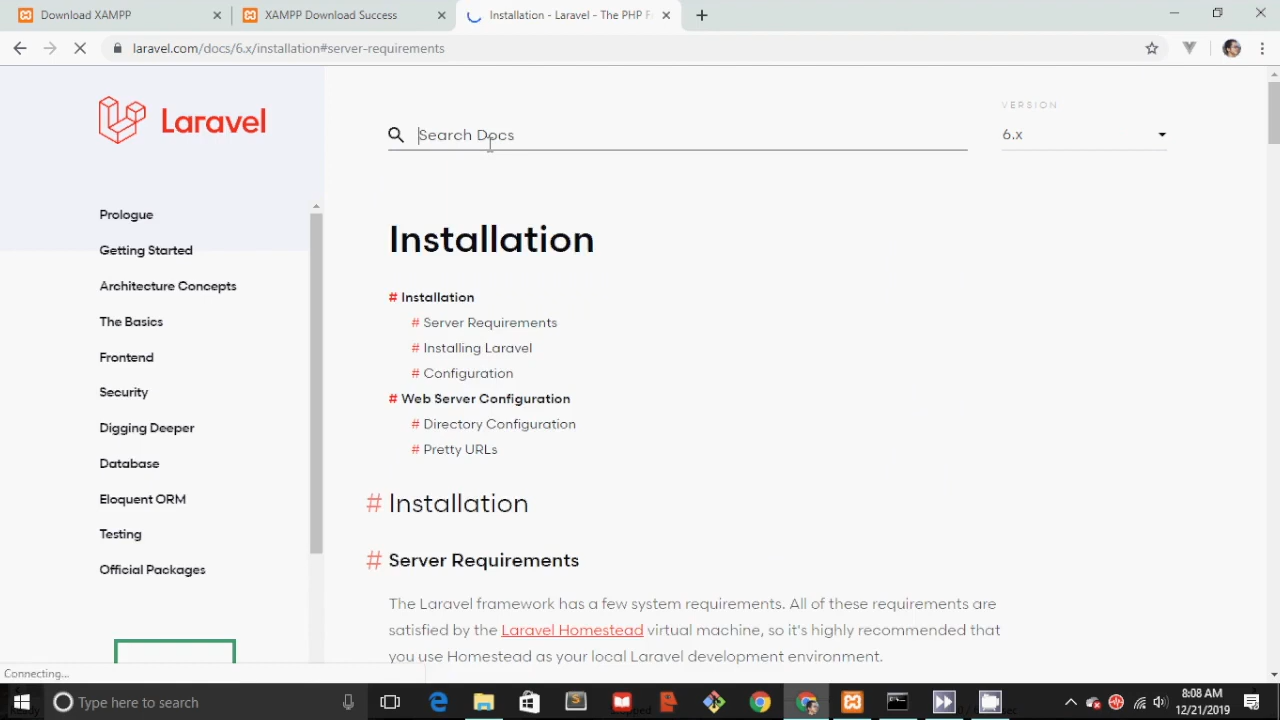 Download XAMPP
XAMPP Download Success
Installation - Laravel - The PHP F
laravel.com/docs/6.x/installation#server-requirements
Laravel
Search Docs
VERSION
6.x
Prologue
Getting Started
Architecture Concepts
The Basics
Frontend
Security
Digging Deeper
Database
Eloquent ORM
Testing
Official Packages
Installation
# Installation
# Server Requirements
# Installing Laravel
# Configuration
# Web Server Configuration
# Directory Configuration
# Pretty URLs
# Installation
# Server Requirements
The Laravel framework has a few system requirements. All of these requirements are
satisfied by the Laravel Homestead virtual machine, so it's highly recommended that
you use Homestead as your local Laravel development environment.
Connecting...
Type here to search
8:08 AM
12/21/2019